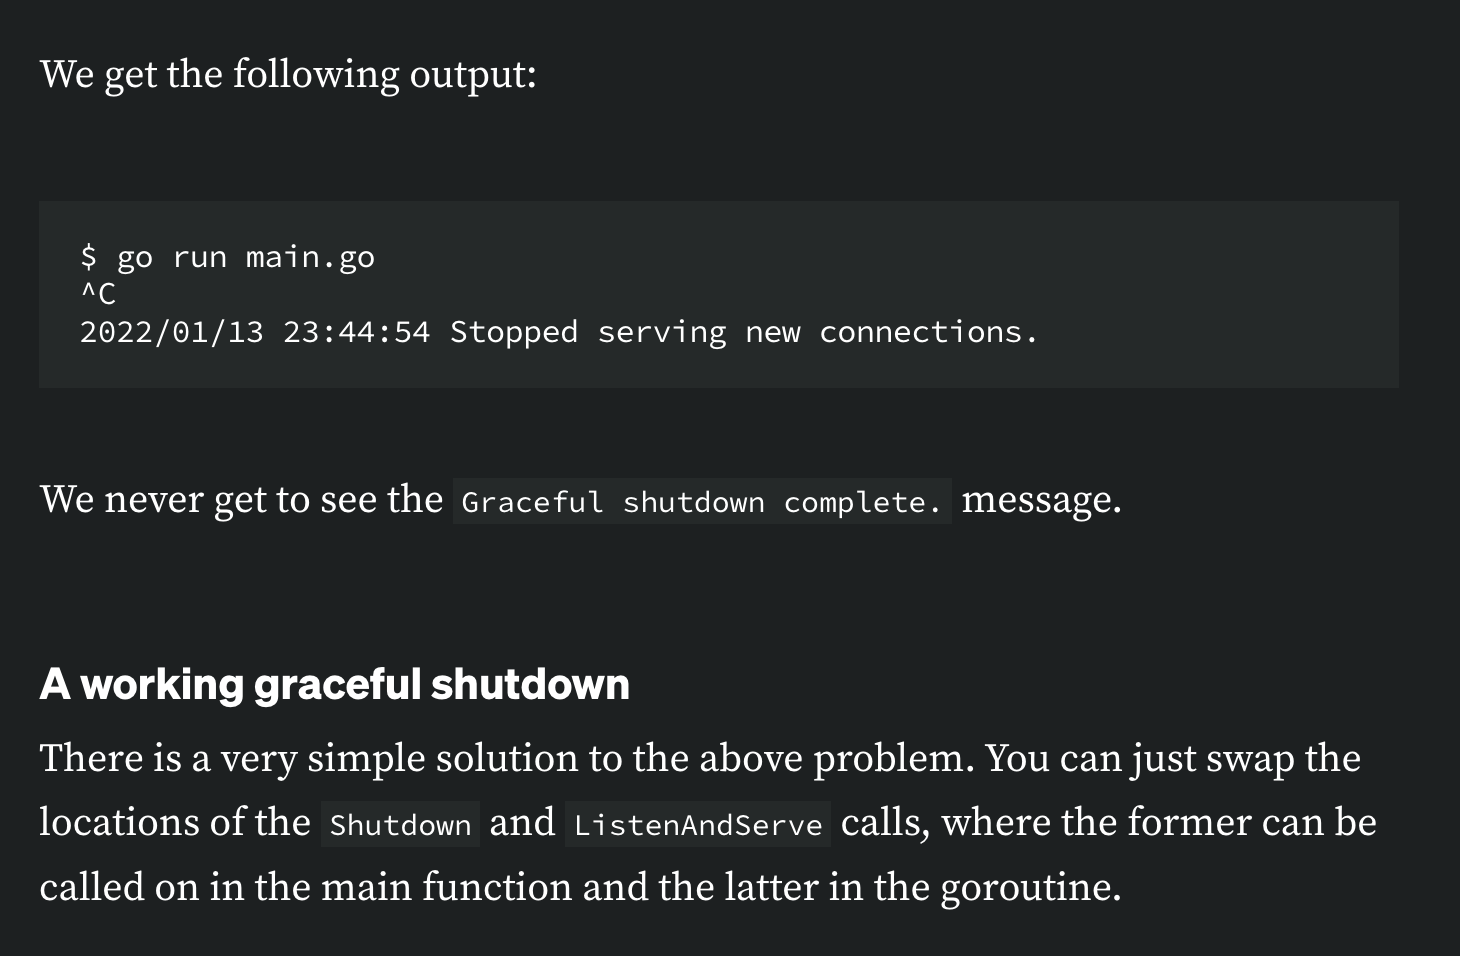 We get the following output:
$ go run main.go
^C
2022/01/13 23:44:54 Stopped serving new connections.
We never get to see the Graceful shutdown complete. message.
A working graceful shutdown
There is a very simple solution to the above problem. You can just swap the
locations of the Shutdown and ListenAndServe calls, where the former can be
called on in the main function and the latter in the goroutine.